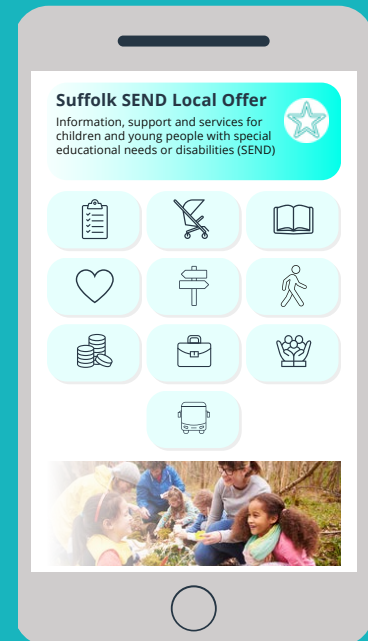 Suffolk SEND Local Offer
Information, support and services for
children and young people with special
educational needs or disabilities (SEND)